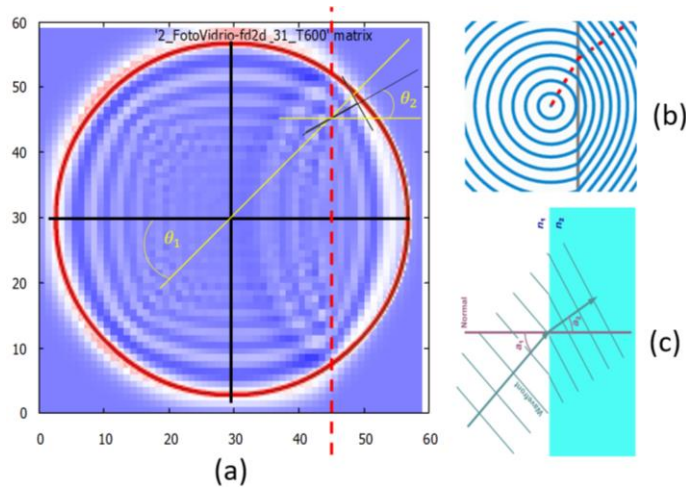 '2_FotoVidrio-fd2d_31_T600' matrix
60
50
40
30
20
10
0
0 10 20 30 40 50 60
θ₁
θ₂
(a)
(b)
n₁ n₂
Normal
θ₁
θ₂
Wavefront
(c)